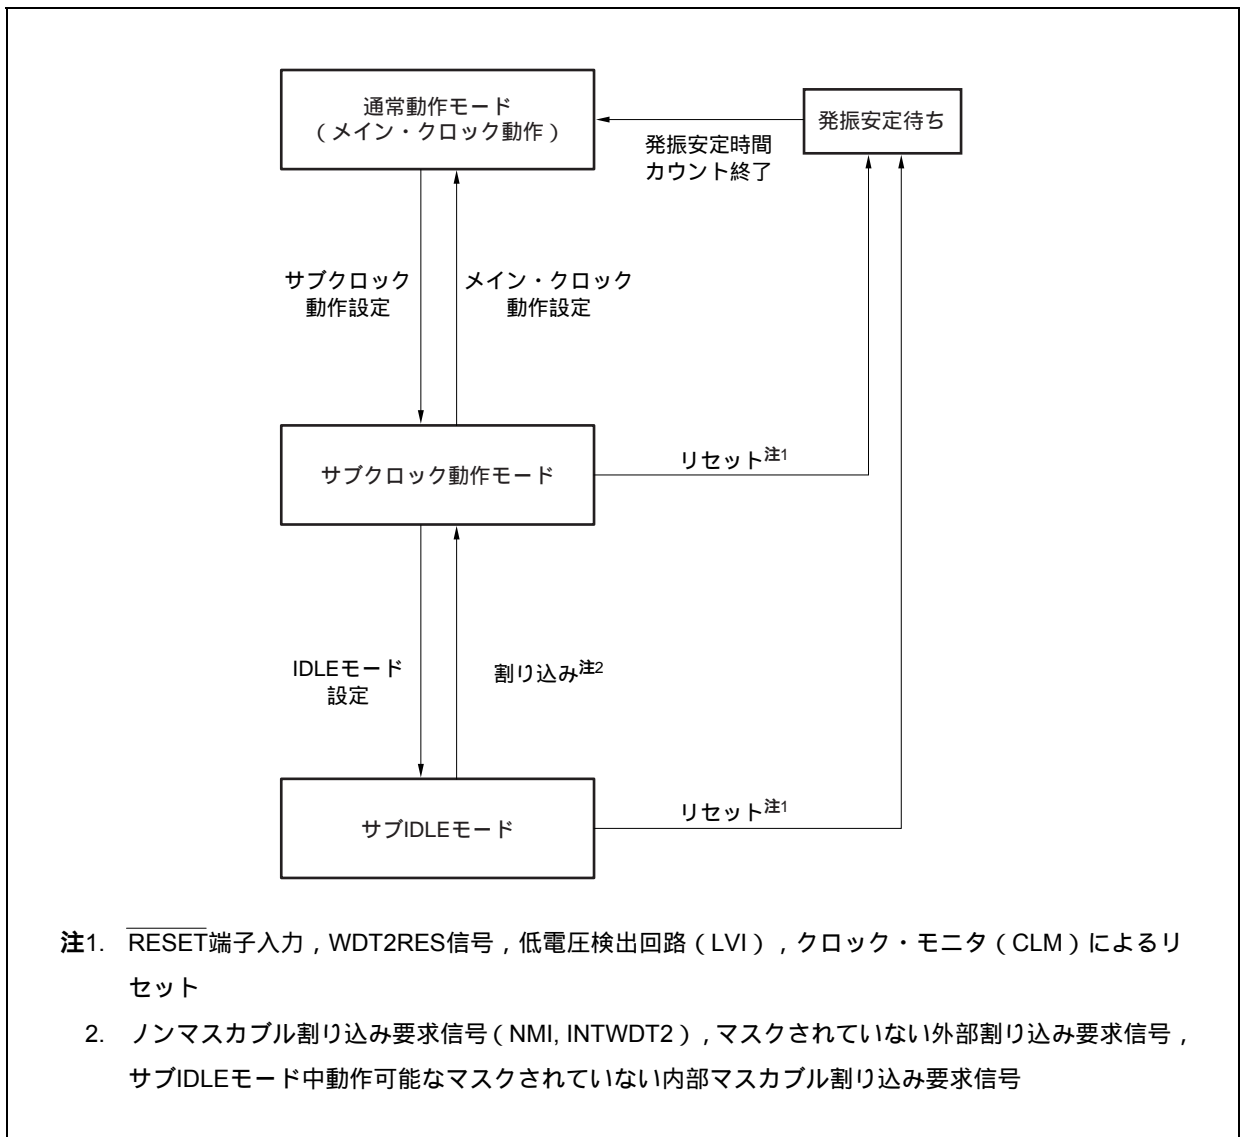 通常動作モード
（メイン・クロック動作）
発振安定待ち
発振安定時間
カウント終了
サブクロック
動作設定
メイン・クロック
動作設定
サブクロック動作モード
リセット注1
IDLEモード
設定
割り込み注2
サブIDLEモード
リセット注1
注1. RESET端子入力，WDT2RES信号，低電圧検出回路（LVI），クロック・モニタ（CLM）によるリ
セット
2. ノンマスカブル割り込み要求信号（NMI, INTWDT2），マスクされていない外部割り込み要求信号，
サブIDLEモード中動作可能なマスクされていない内部マスカブル割り込み要求信号